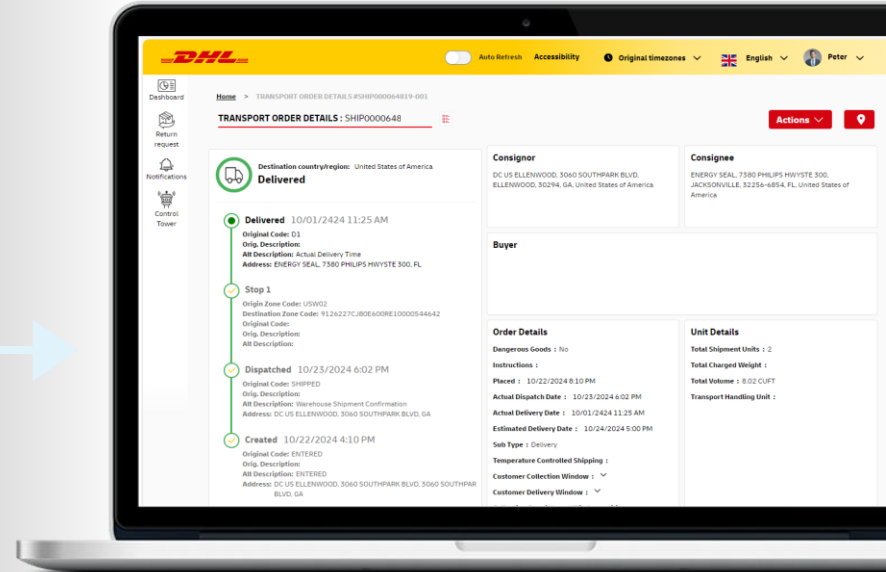 DHL
Auto Refresh
Accessibility
Original timezones
English
Peter
Dashboard
Return
request
Notifications
Control
Tower
Home > TRANSPORT ORDER DETAILS #SHIP000064819-001
TRANSPORT ORDER DETAILS : SHIP0000648
Actions
Destination country/region: United States of America
Delivered
Delivered 10/01/2424 11:25 AM
Original Code: D1
Orig. Description:
Alt Description: Actual Delivery Time
Address: ENERGY SEAL, 7380 PHILIPS HWYSTE 300, FL
Stop 1
Origin Zone Code: USW02
Destination Zone Code: 9126227CJ80E600RE10000544642
Original Code:
Orig. Description:
Alt Description:
Dispatched 10/23/2024 6:02 PM
Original Code: SHIPPED
Orig. Description:
Alt Description: Warehouse Shipment Confirmation
Address: DC US ELLENWOOD, 3060 SOUTHPARK BLVD, GA
Created 10/22/2024 4:10 PM
Original Code: ENTERED
Orig. Description:
Alt Description: ENTERED
Address: DC US ELLENWOOD, 3060 SOUTHPARK BLVD, 3060 SOUTHPAR
BLVD, GA
Consignor
DC US ELLENWOOD, 3060 SOUTHPARK BLVD,
ELLENWOOD, 30294, GA, United States of America
Consignee
ENERGY SEAL, 7380 PHILIPS HWYSTE 300,
JACKSONVILLE, 32256-6854, FL, United States of
America
Buyer
Order Details
Dangerous Goods : No
Instructions :
Placed : 10/22/2024 8:10 PM
Actual Dispatch Date : 10/23/2024 6:02 PM
Actual Delivery Date : 10/01/2424 11:25 AM
Estimated Delivery Date : 10/24/2024 5:00 PM
Sub Type : Delivery
Temperature Controlled Shipping :
Customer Collection Window :
Customer Delivery Window :
Unit Details
Total Shipment Units : 2
Total Charged Weight :
Total Volume : 8.02 CUFT
Transport Handling Unit :